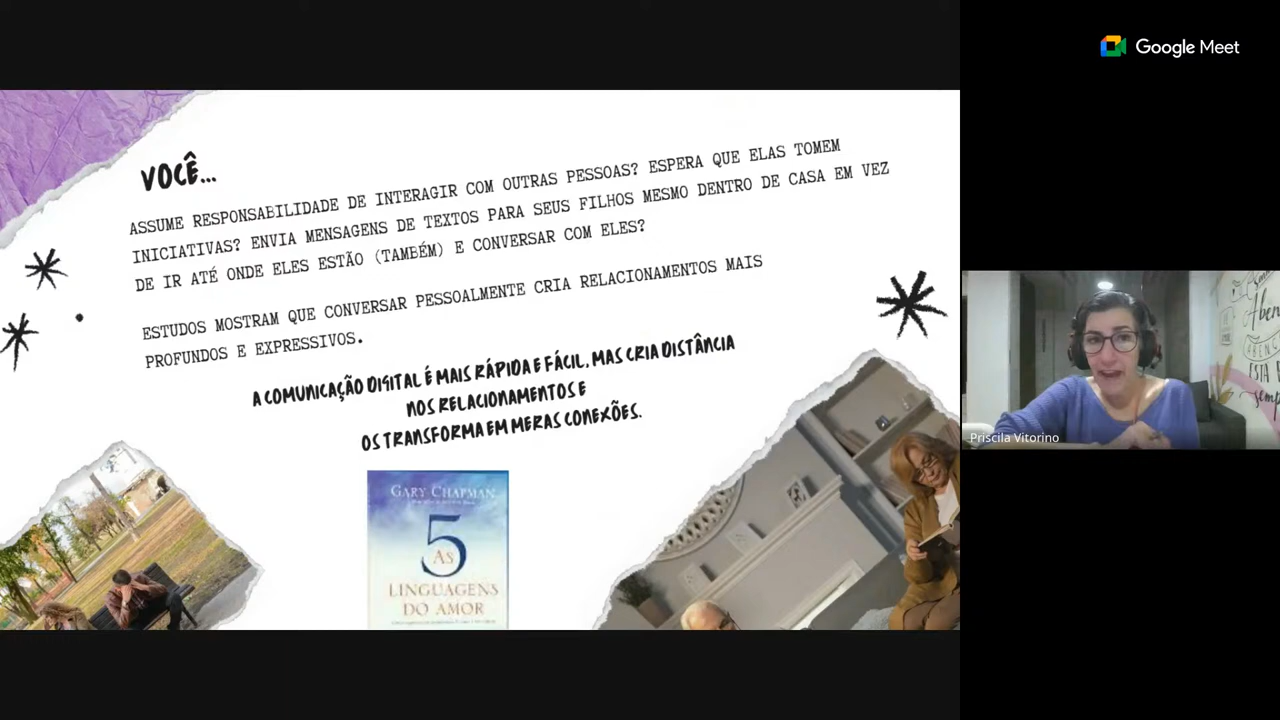 Google Meet
VOCÊ...
ASSUME RESPONSABILIDADE DE INTERAGIR COM OUTRAS PESSOAS? ESPERA QUE ELAS TOMEM
INICIATIVAS? ENVIA MENSAGENS DE TEXTOS PARA SEUS FILHOS MESMO DENTRO DE CASA EM VEZ
DE IR ATÉ ONDE ELES ESTÃO (TAMBÉM) E CONVERSAR COM ELES?
ESTUDOS MOSTRAM QUE CONVERSAR PESSOALMENTE CRIA RELACIONAMENTOS MAIS
PROFUNDOS E EXPRESSIVOS.
A COMUNICAÇÃO DIGITAL É MAIS RÁPIDA E FÁCIL, MAS CRIA DISTÂNCIA
NOS RELACIONAMENTOS E
OS TRANSFORMA EM MERAS CONEXÕES.
GARY CHAPMAN
5
AS
LINGUAGENS
DO AMOR
Priscila Vitorino